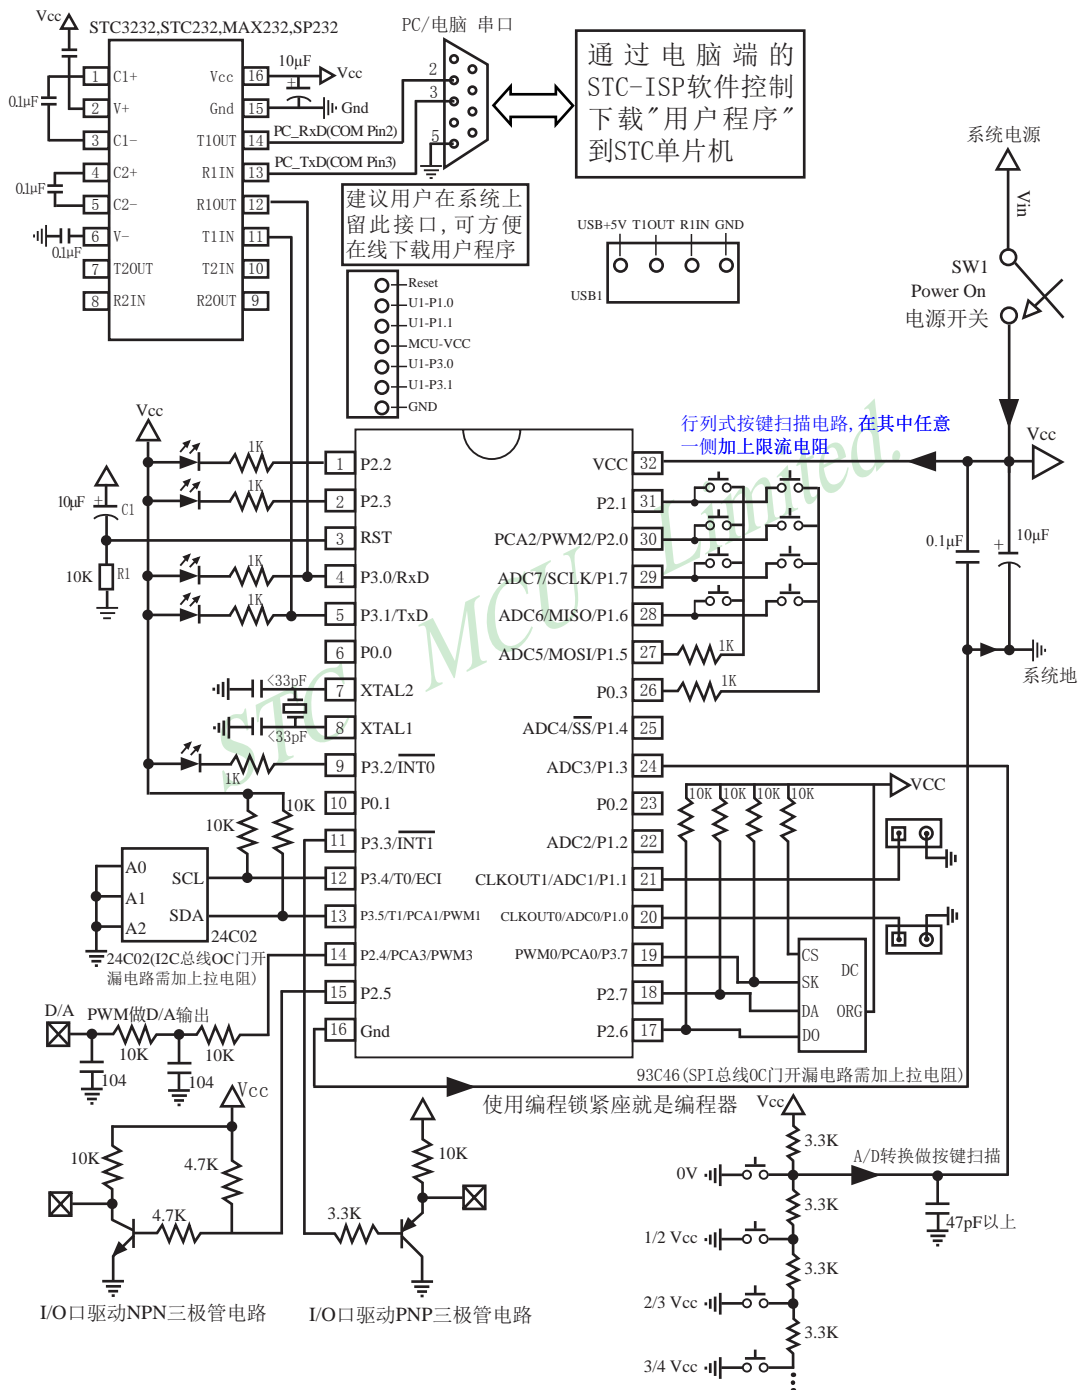 Vcc
STC3232,STC232,MAX232,SP232
PC/电脑 串口
1 C1+ Vcc 16
2 V+ Gnd 15
3 C1- T1OUT 14
4 C2+ R1IN 13
5 C2- R1OUT 12
6 V- T1IN 11
7 T2OUT T2IN 10
8 R2IN R2OUT 9
0.1μF
0.1μF
0.1μF
10μF
+
Vcc
Gnd
PC_RxD(COM Pin2)
PC_TxD(COM Pin3)
2
3
5
通过电脑端的
STC-ISP软件控制
下载"用户程序"
到STC单片机
建议用户在系统上
留此接口,可方便
在线下载用户程序
Reset
U1-P1.0
U1-P1.1
MCU-VCC
U1-P3.0
U1-P3.1
GND
USB+5V T1OUT R1IN GND
USB1
系统电源
Vin
SW1
Power On
电源开关
Vcc
0.1μF
+
10μF
系统地
行列式按键扫描电路,在其中任意
一侧加上限流电阻
Vcc
1K
1K
1K
1K
1K
10μF
+
C1
10K
R1
<33pF
<33pF
1 P2.2
2 P2.3
3 RST
4 P3.0/RxD
5 P3.1/TxD
6 P0.0
7 XTAL2
8 XTAL1
9 P3.2/INT0
10 P0.1
11 P3.3/INT1
12 P3.4/T0/ECI
13 P3.5/T1/PCA1/PWM1
14 P2.4/PCA3/PWM3
15 P2.5
16 Gnd
VCC 32
P2.1 31
PCA2/PWM2/P2.0 30
ADC7/SCLK/P1.7 29
ADC6/MISO/P1.6 28
ADC5/MOSI/P1.5 27
P0.3 26
ADC4/SS/P1.4 25
ADC3/P1.3 24
P0.2 23
ADC2/P1.2 22
CLKOUT1/ADC1/P1.1 21
CLKOUT0/ADC0/P1.0 20
PWM0/PCA0/P3.7 19
P2.7 18
P2.6 17
STC MCU Limited.
1K
1K
10K 10K 10K 10K
VCC
10K
10K
A0
A1
A2
SCL
SDA
24C02
24C02(I2C总线OC门开
漏电路需加上拉电阻)
CS
SK
DA
DO
DC
ORG
93C46(SPI总线OC门开漏电路需加上拉电阻)
D/A PWM做D/A输出
10K
10K
104
104
使用编程锁紧座就是编程器
Vcc
10K
4.7K
4.7K
I/O口驱动NPN三极管电路
10K
3.3K
I/O口驱动PNP三极管电路
Vcc
3.3K
0V
A/D转换做按键扫描
3.3K
47pF以上
1/2 Vcc
3.3K
2/3 Vcc
3.3K
3/4 Vcc